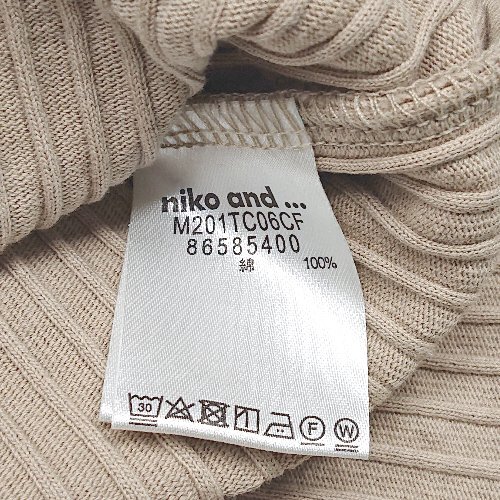 niko and ...
M201TC06CF
86585400
綿 100%
30 F W